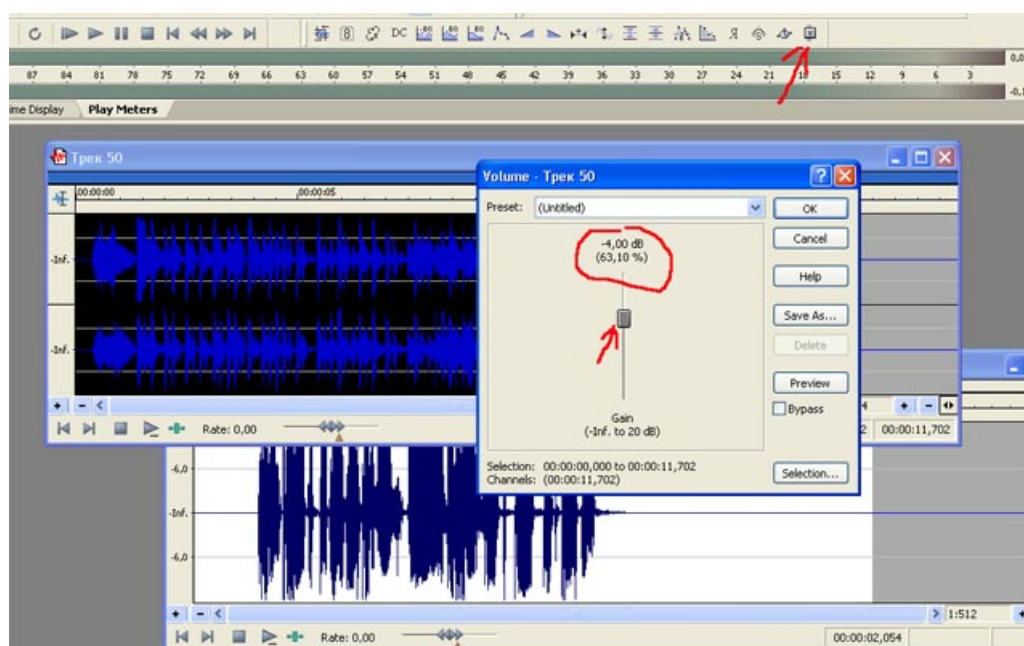 DC
0,0
87 84 81 78 75 72 69 66 63 60 57 54 51 48 45 42 39 36 33 30 27 24 21 18 15 12 9 6 3
-0,1
ime Display Play Meters
Трек 50
00:00:00 00:00:05
-Inf.
-Inf.
Rate: 0,00
00:00:11,702
Volume - Трек 50
Preset: (Untitled)
OK
-4,00 dB
Cancel
(63,10 %)
Help
Save As...
Delete
Preview
Bypass
Gain
(-Inf. to 20 dB)
Selection: 00:00:00,000 to 00:00:11,702
Channels: (00:00:11,702)
Selection...
-6,0
-Inf.
-6,0
1:512
Rate: 0,00
00:00:02,054